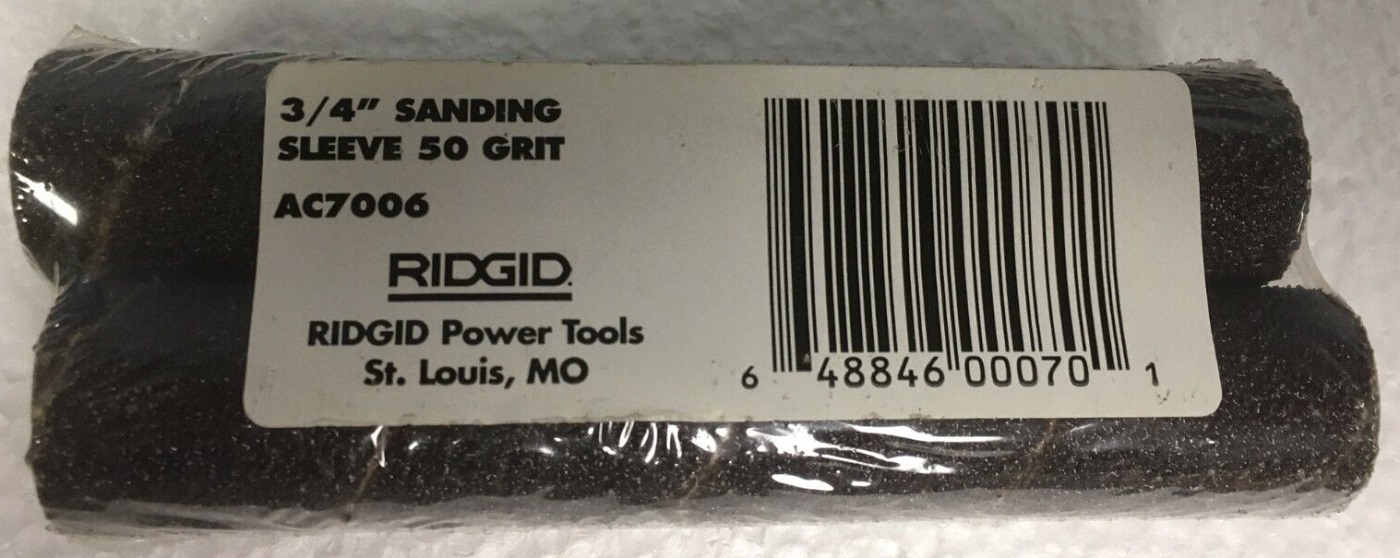 3/4" SANDING
SLEEVE 50 GRIT
AC7006
RIDGID.
RIDGID Power Tools
St. Louis, MO
6 48846 00070 1